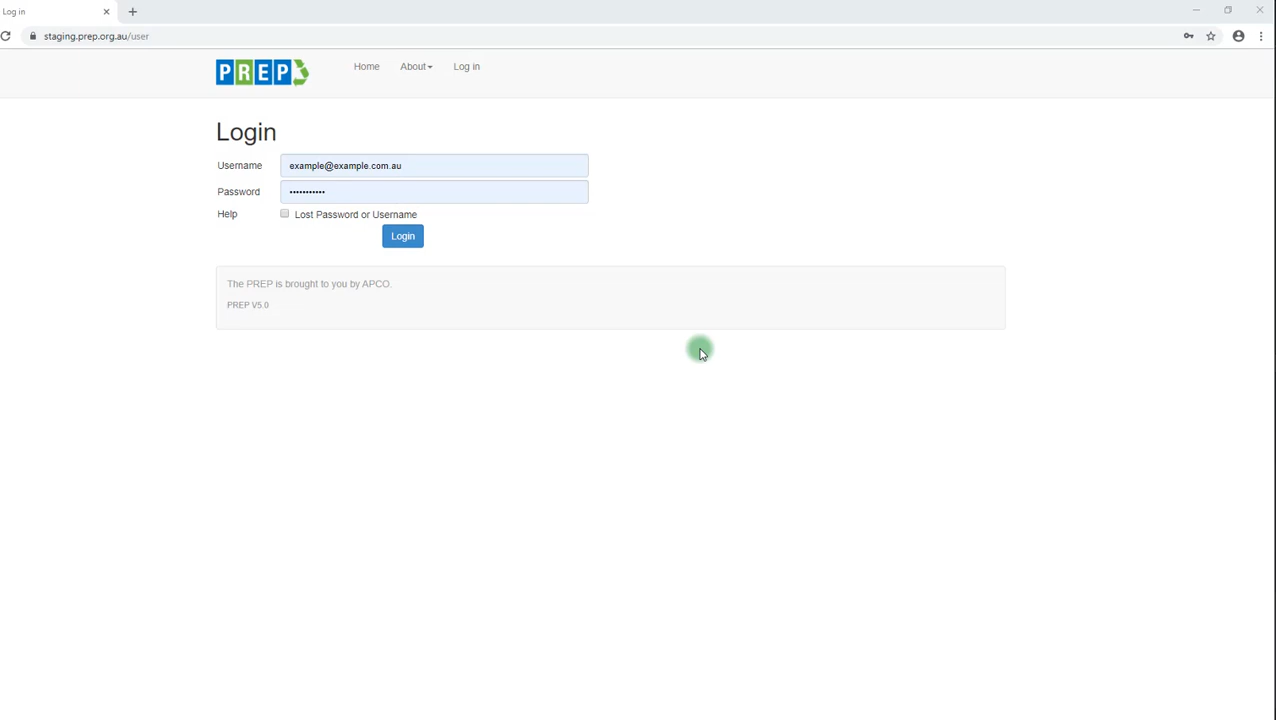 Log in
staging.prep.org.au/user
PREP
Home
About
Log in
Login
Username
example@example.com.au
Password
•••••••••••
Help
Lost Password or Username
Login
The PREP is brought to you by APCO.
PREP V5.0